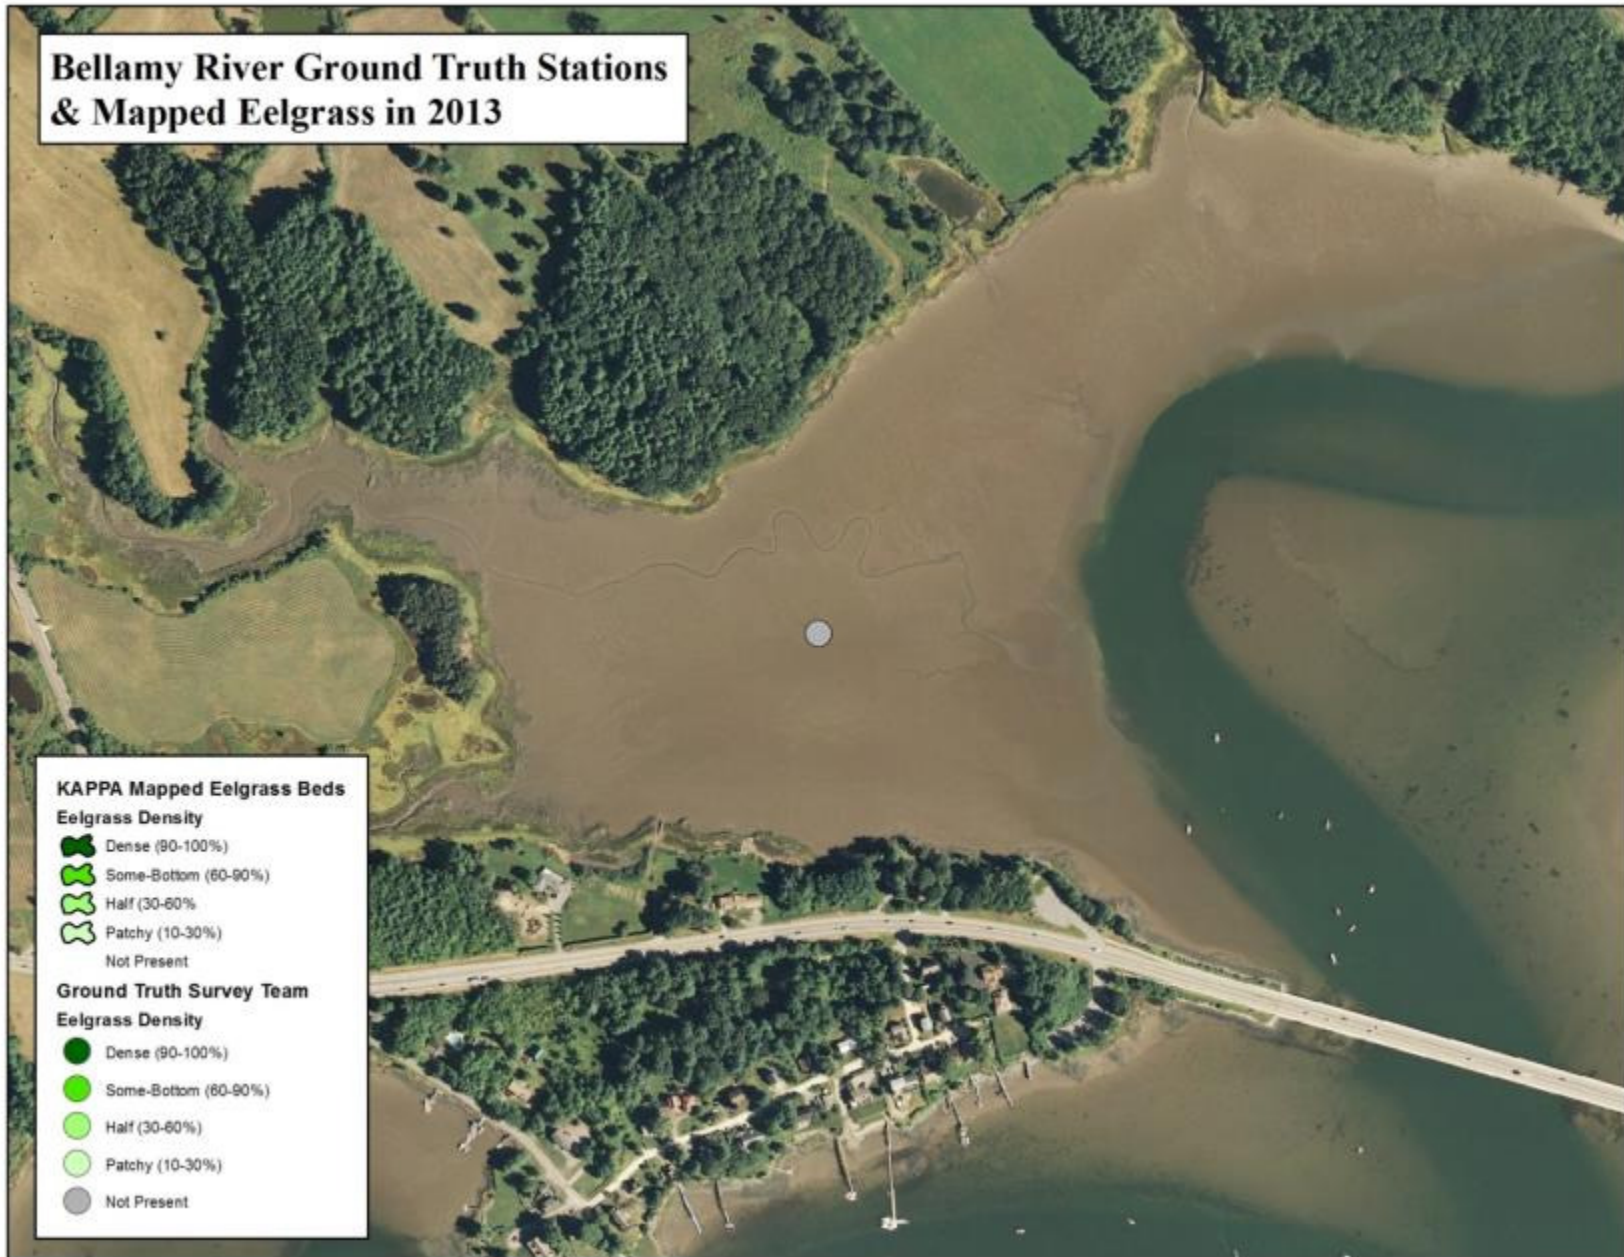 Bellamy River Ground Truth Stations
& Mapped Eelgrass in 2013
KAPPA Mapped Eelgrass Beds
Eelgrass Density
Dense (90-100%)
Some-Bottom (60-90%)
Half (30-60%
Patchy (10-30%)
Not Present
Ground Truth Survey Team
Eelgrass Density
Dense (90-100%)
Some-Bottom (60-90%)
Half (30-60%)
Patchy (10-30%)
Not Present